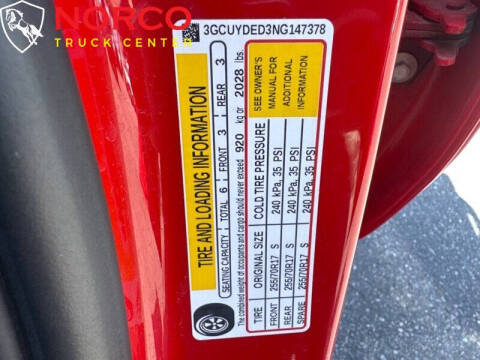 NORCO
TRUCK CENTER
3GCUYDED3NG147378
TIRE AND LOADING INFORMATION
SEATING CAPACITY | TOTAL 6 | FRONT 3 | REAR 3
The combined weight of occupants and cargo should never exceed 920 kg or 2028 lbs.
TIRE ORIGINAL SIZE COLD TIRE PRESSURE
FRONT 255/70R17 S 240 kPa, 35 PSI
REAR 255/70R17 S 240 kPa, 35 PSI
SPARE 255/70R17 S 240 kPa, 35 PSI
SEE OWNER'S
MANUAL FOR
ADDITIONAL
INFORMATION